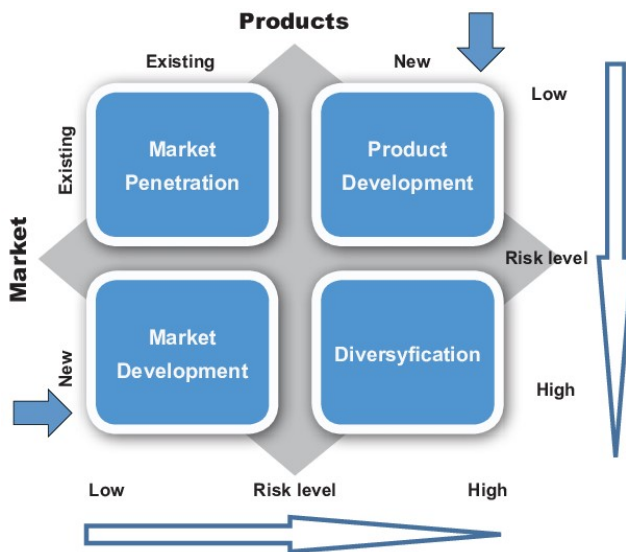 Products
Existing
New
Low
Existing
Market
Penetration
Product
Development
Market
Risk level
New
Market
Development
Diversyfication
High
Low
Risk level
High